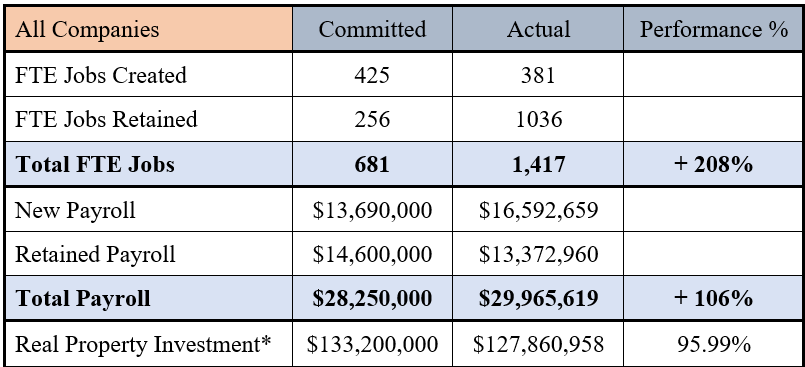 All Companies Committed Actual Performance %
FTE Jobs Created 425 381
FTE Jobs Retained 256 1036
Total FTE Jobs 681 1,417 + 208%
New Payroll $13,690,000 $16,592,659
Retained Payroll $14,600,000 $13,372,960
Total Payroll $28,250,000 $29,965,619 + 106%
Real Property Investment* $133,200,000 $127,860,958 95.99%